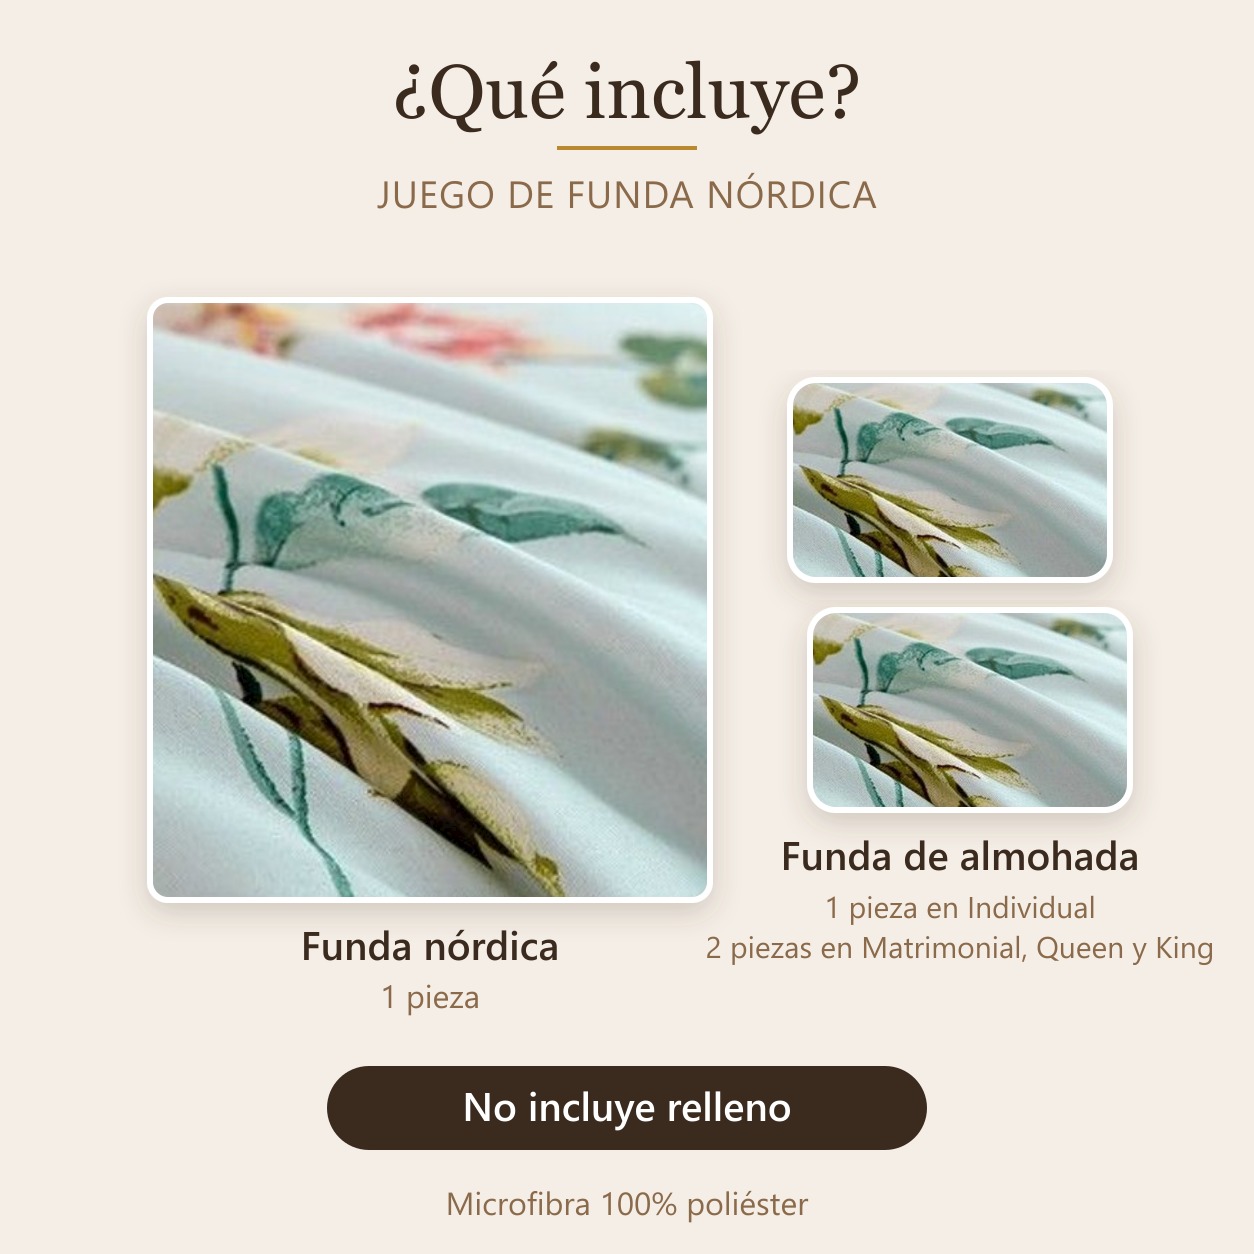 ¿Qué incluye?
JUEGO DE FUNDA NÓRDICA
Funda nórdica
1 pieza
Funda de almohada
1 pieza en Individual
2 piezas en Matrimonial, Queen y King
No incluye relleno
Microfibra 100% poliéster